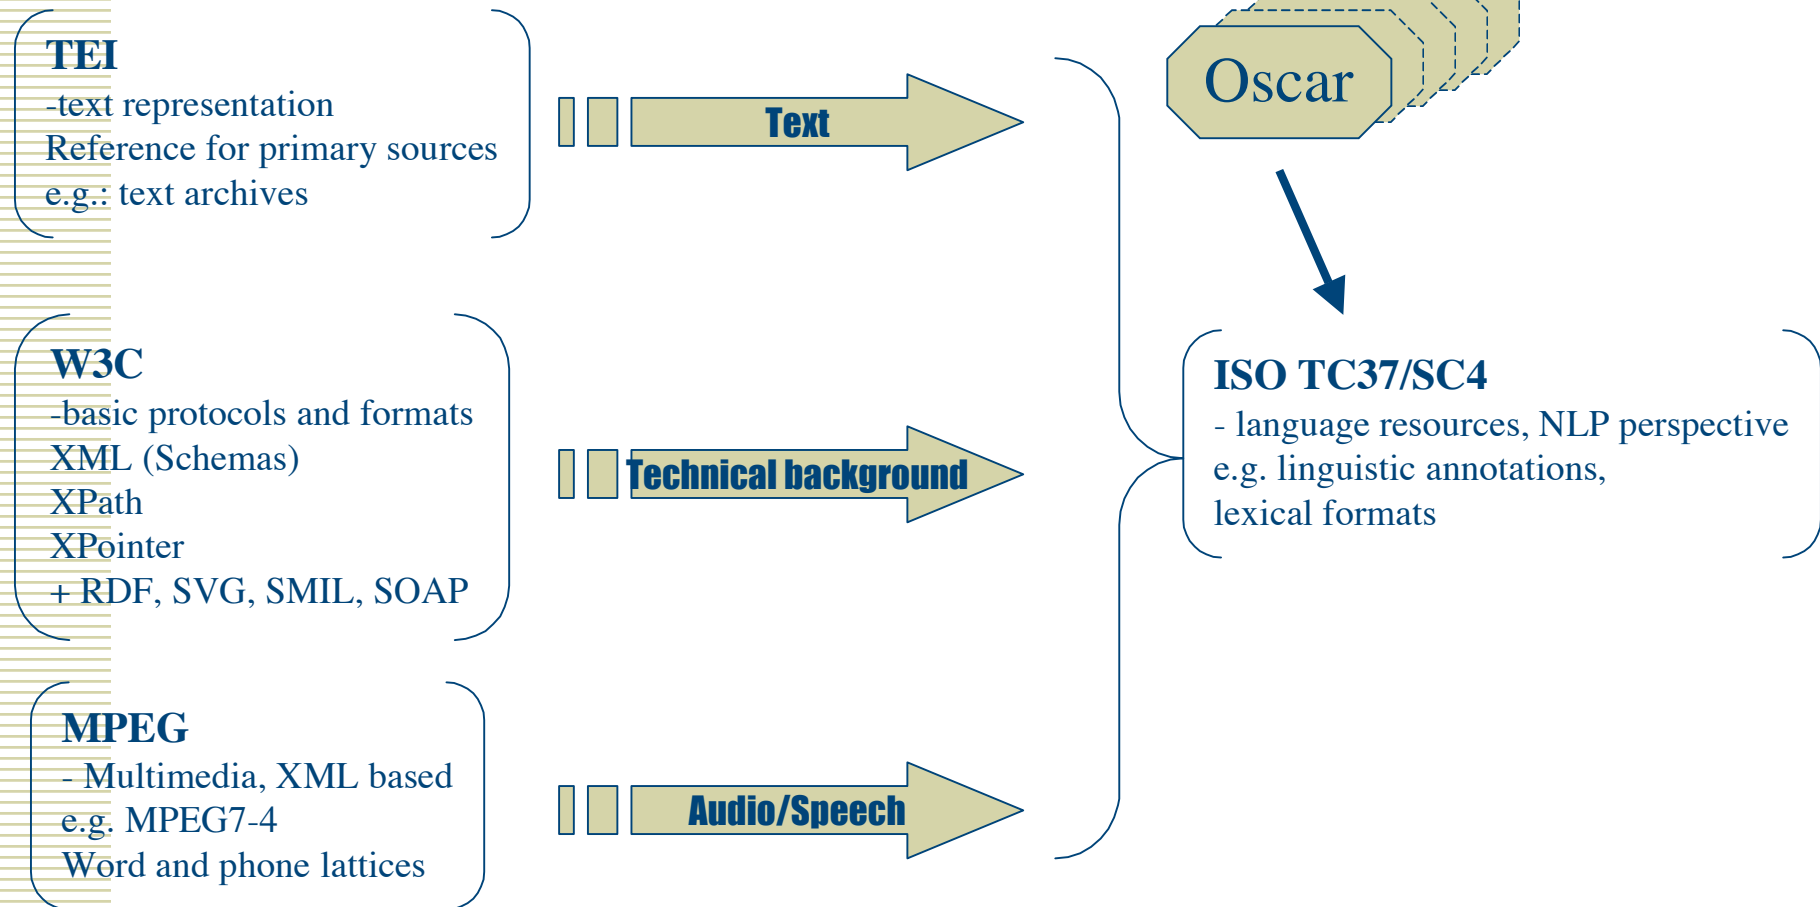 TEI
-text representation
Reference for primary sources
e.g.: text archives
Text
Oscar
W3C
-basic protocols and formats
XML (Schemas)
XPath
XPointer
+ RDF, SVG, SMIL, SOAP
Technical background
ISO TC37/SC4
- language resources, NLP perspective
e.g. linguistic annotations,
lexical formats
MPEG
- Multimedia, XML based
e.g. MPEG7-4
Word and phone lattices
Audio/Speech